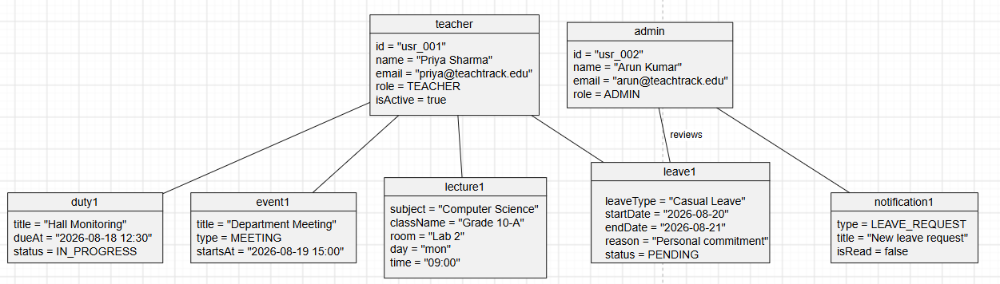 teacher
id = "usr_001"
name = "Priya Sharma"
email = "priya@teachtrack.edu"
role = TEACHER
isActive = true
admin
id = "usr_002"
name = "Arun Kumar"
email = "arun@teachtrack.edu"
role = ADMIN
reviews
duty1
title = "Hall Monitoring"
dueAt = "2026-08-18 12:30"
status = IN_PROGRESS
event1
title = "Department Meeting"
type = MEETING
startsAt = "2026-08-19 15:00"
lecture1
subject = "Computer Science"
className = "Grade 10-A"
room = "Lab 2"
day = "mon"
time = "09:00"
leave1
leaveType = "Casual Leave"
startDate = "2026-08-20"
endDate = "2026-08-21"
reason = "Personal commitment"
status = PENDING
notification1
type = LEAVE_REQUEST
title = "New leave request"
isRead = false